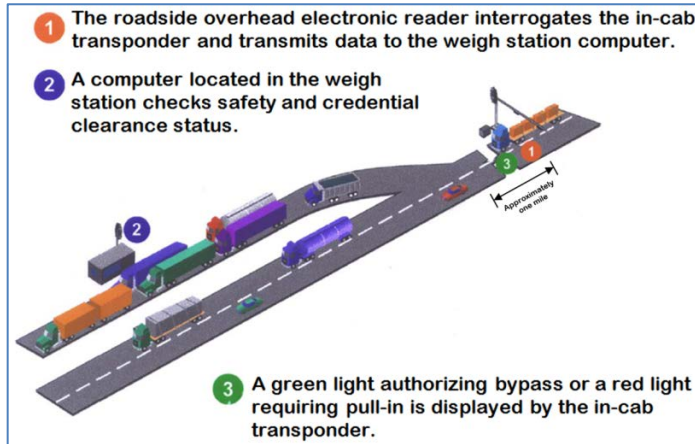 1 The roadside overhead electronic reader interrogates the in-cab
transponder and transmits data to the weigh station computer.
2 A computer located in the weigh
station checks safety and credential
clearance status.
3 1
Approximately
one mile
2
3 A green light authorizing bypass or a red light
requiring pull-in is displayed by the in-cab
transponder.